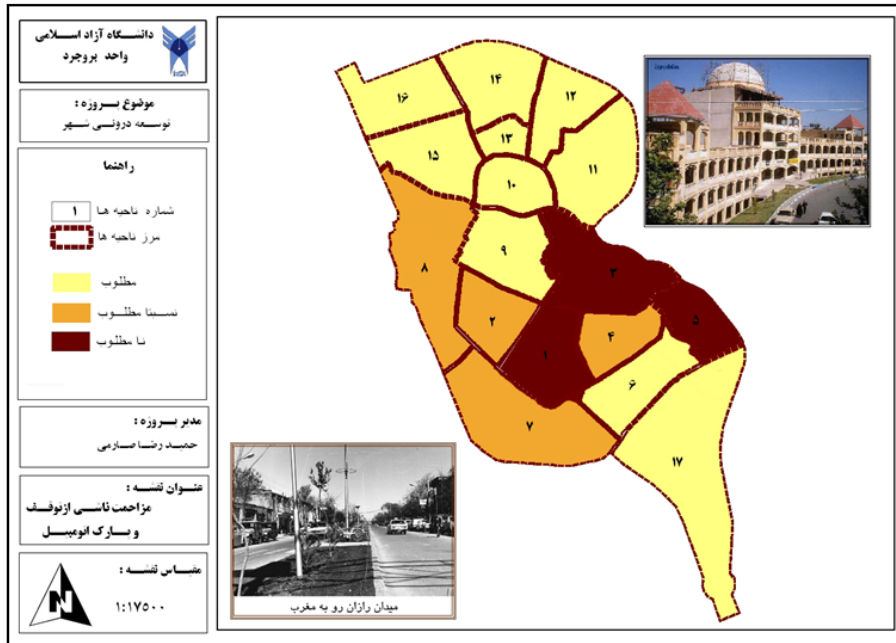 دانشگاه آزاد اسلامی
واحد بروجرد
موضوع پروژه :
توسعه درونی شهر
راهنما
۱ شماره ناحیه ها
مرز ناحیه ها
مطلوب
نسبتا مطلوب
نا مطلوب
مدیر پروژه :
حمید رضا صارمی
عنوان نقشه :
مزاحمت ناشی ازتوقف
و پارک اتومبیل
مقیاس نقشه :
۱:۱۷۵۰۰
N
۱۶
۱۴
۱۲
۱۳
۱۵
۱۱
۱۰
۹
۸
۳
۵
۲
۴
۱
۶
۷
۱۷
میدان رازان رو به مغرب